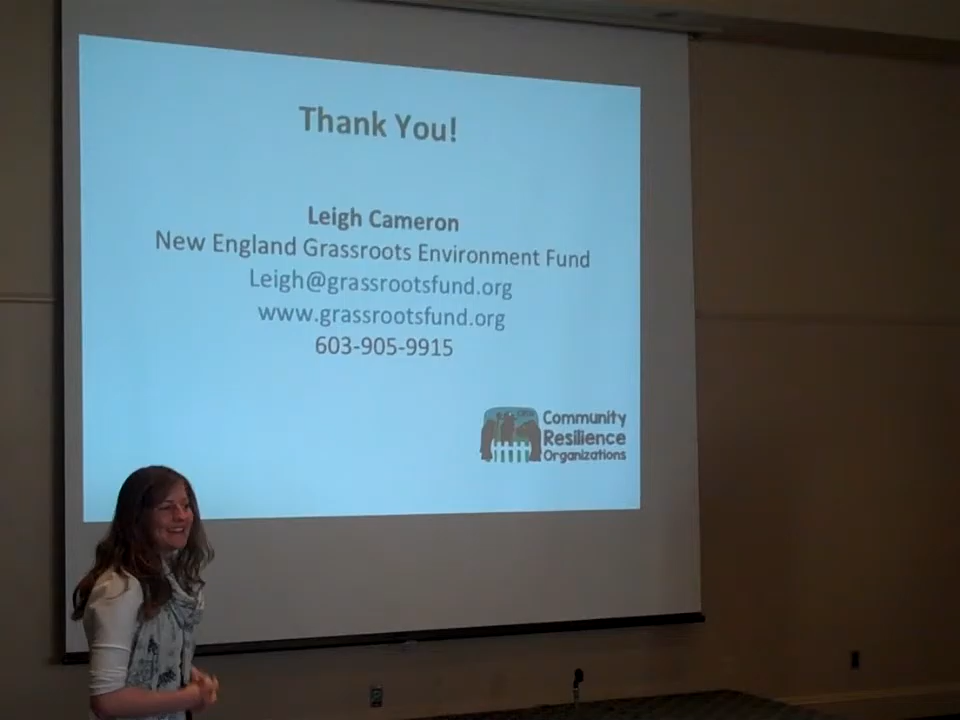 Thank You!
Leigh Cameron
New England Grassroots Environment Fund
Leigh@grassrootsfund.org
www.grassrootsfund.org
603-905-9915
Community
Resilience
Organizations